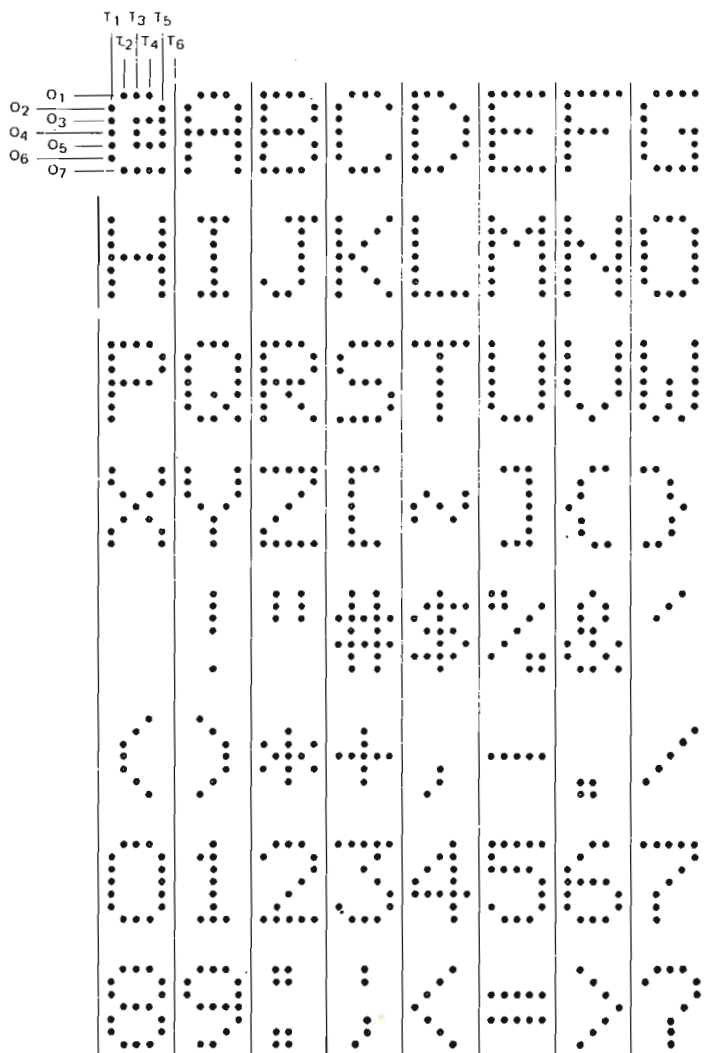 T1 T3 T5
T2 T4 T6
O1
O2
O3
O4
O5
O6
O7
@ A B C D E F G
H I J K L M N O
P Q R S T U V W
X Y Z [ ~ ] { }
! " # $ % & '
( ) * + , - . /
0 1 2 3 4 5 6 7
8 9 : ; < = > ?